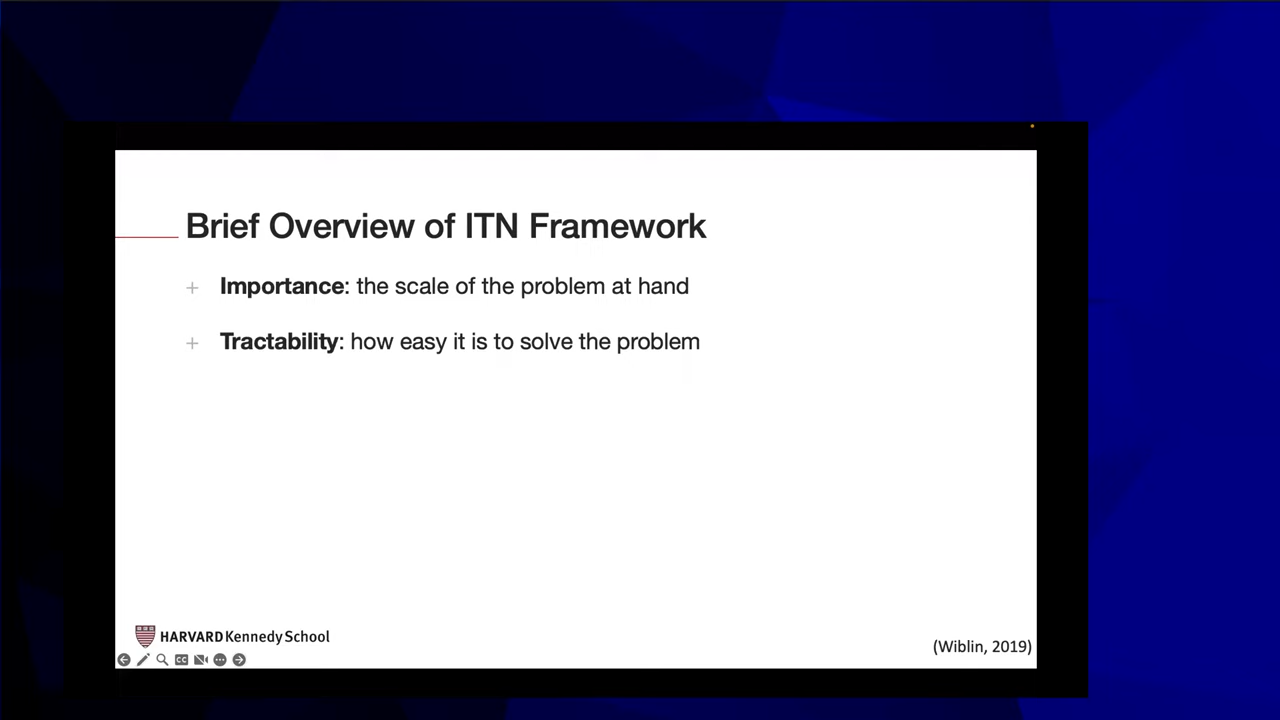 Brief Overview of ITN Framework
+ Importance: the scale of the problem at hand
+ Tractability: how easy it is to solve the problem
HARVARD Kennedy School
(Wiblin, 2019)
CC